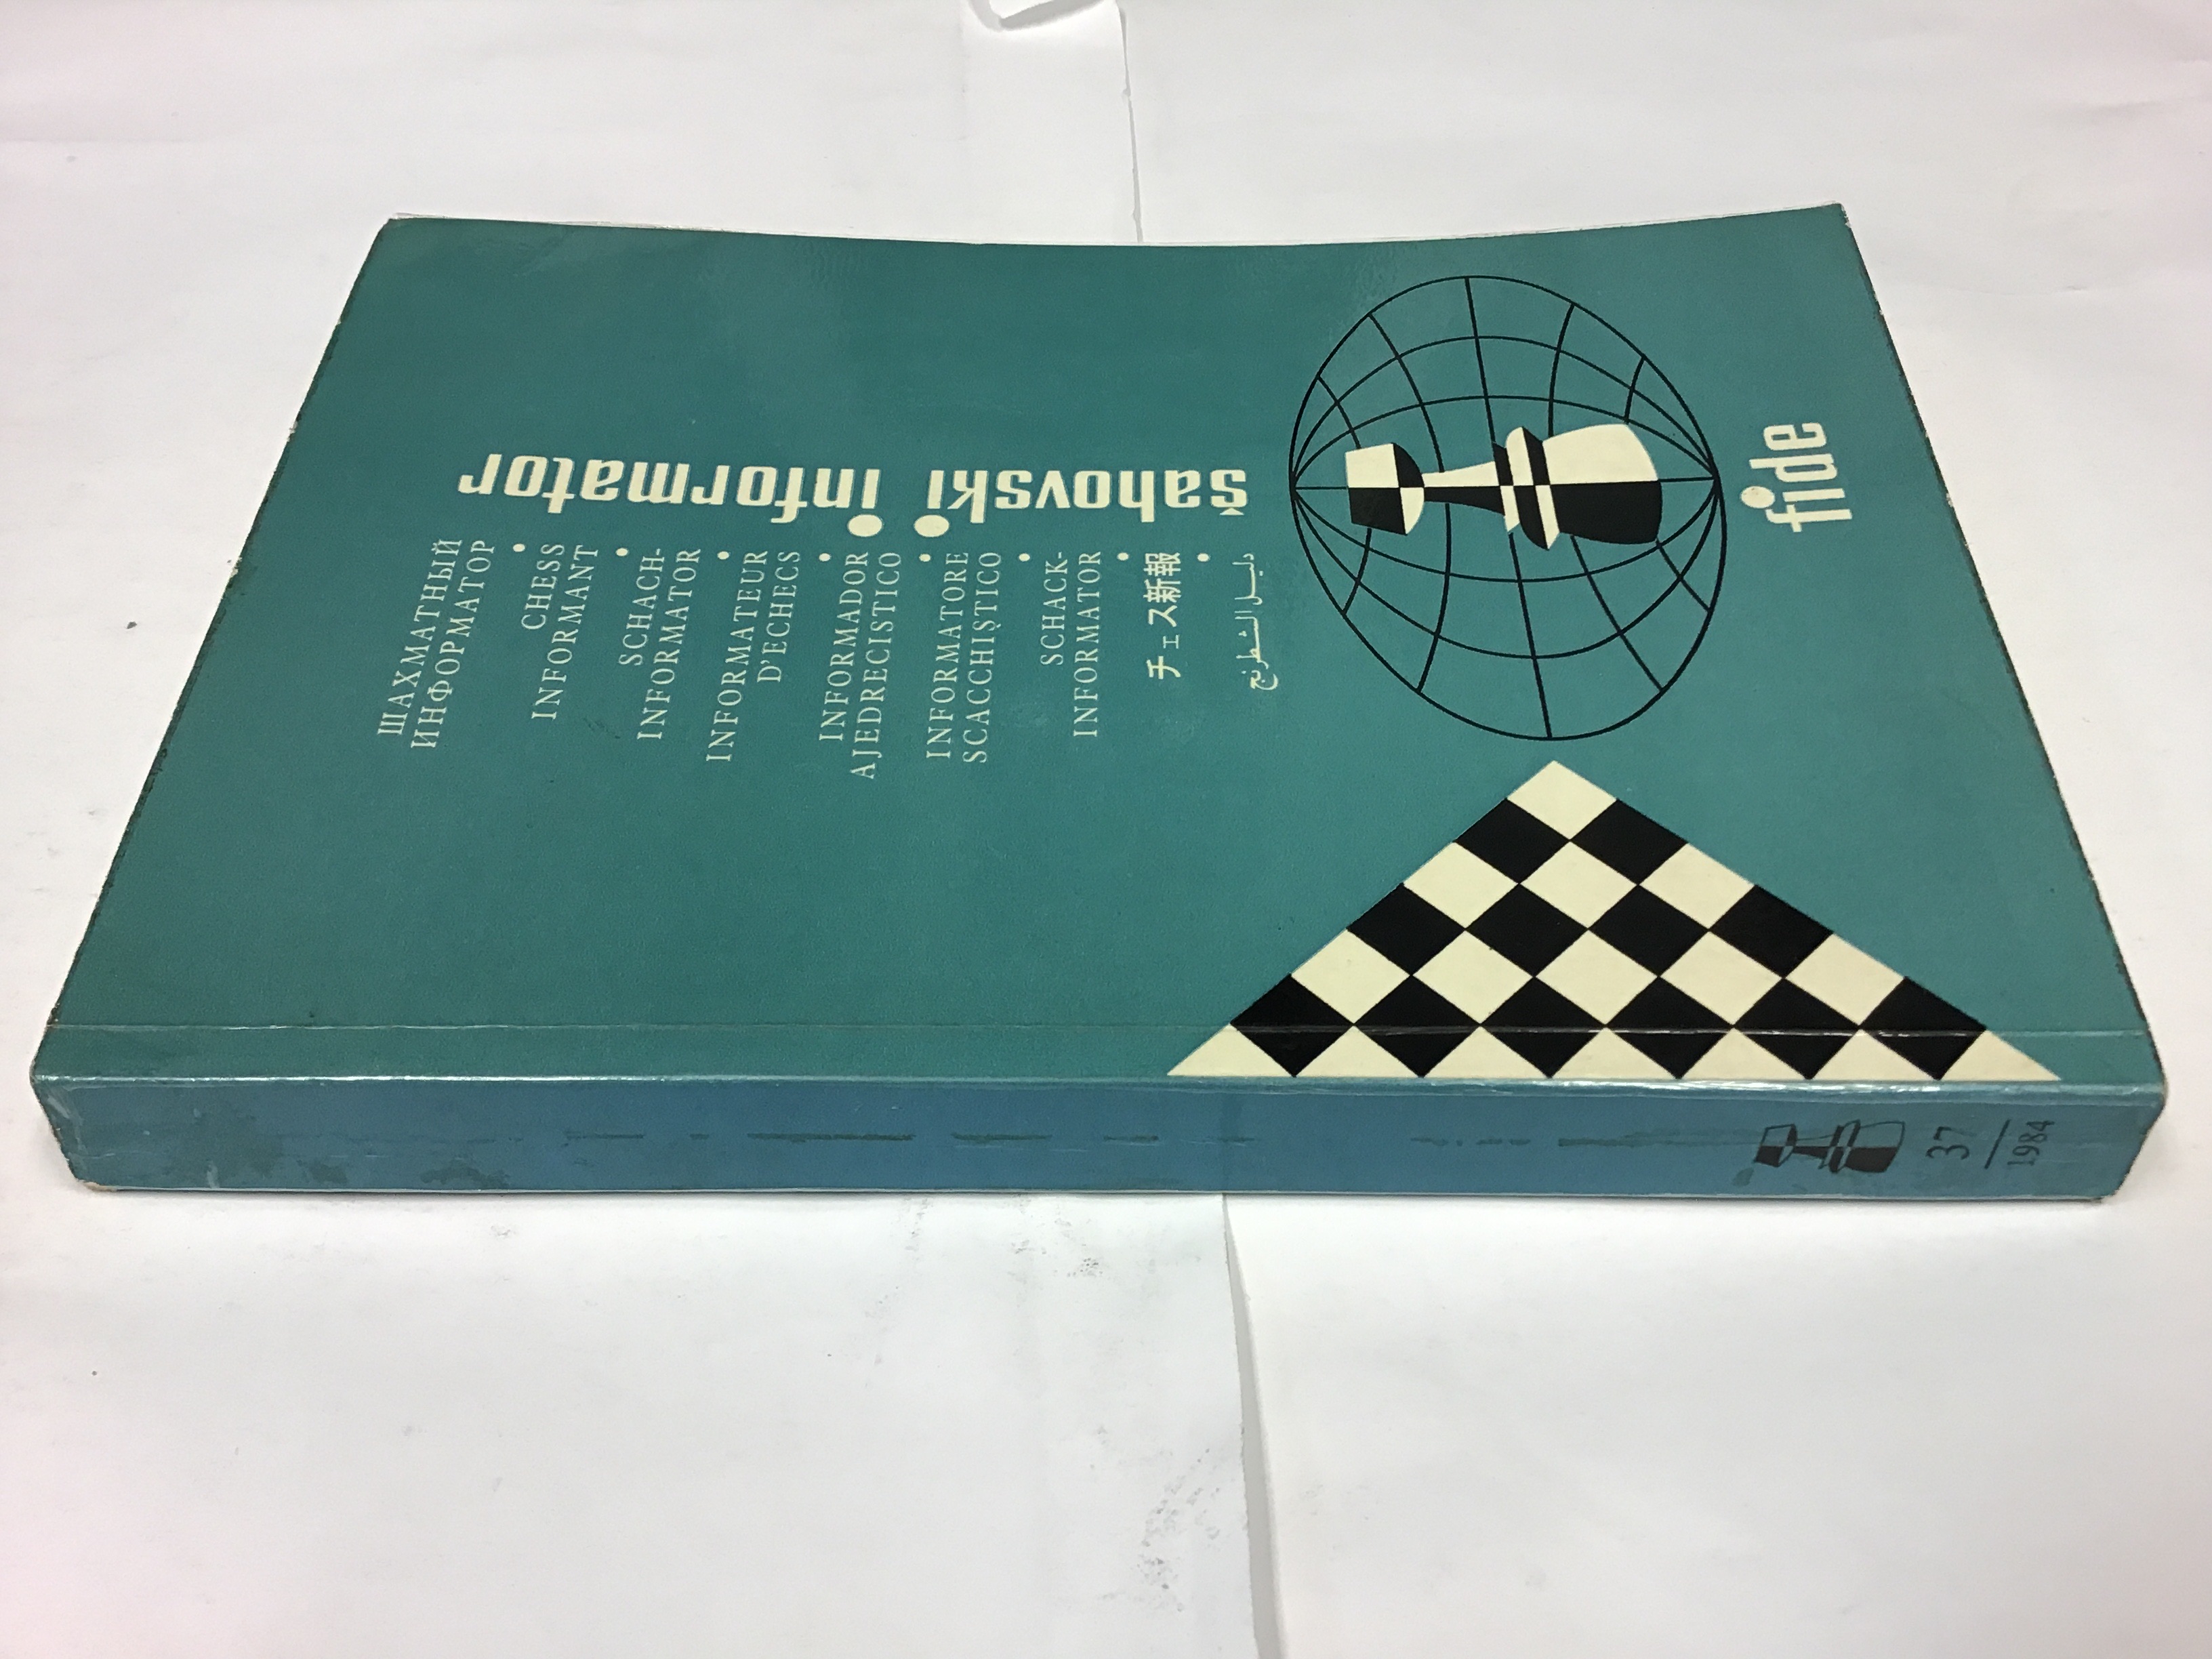 šahovski informator
ШАХМАТНЫЙ
ИНФОРМАТОР
CHESS
INFORMANT
SCHACH-
INFORMATOR
INFORMATEUR
D'ECHECS
INFORMADOR
AJEDRECISTICO
INFORMATORE
SCACCHISTICO
SCHACK-
INFORMATOR
チェス新報
دليل الشطرنج
fide
37
1984